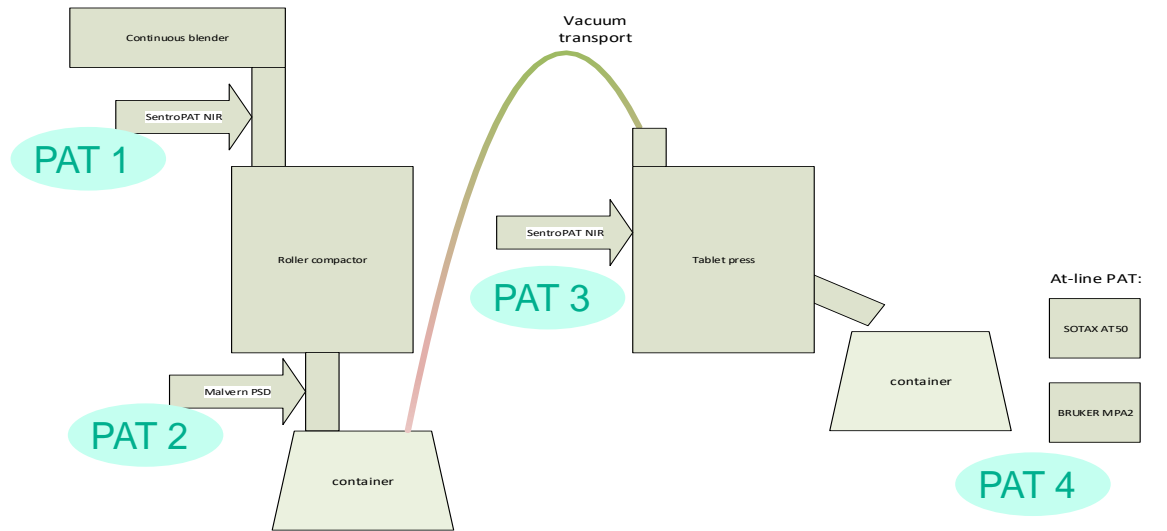 Continuous blender
Vacuum
transport
SentroPAT NIR
PAT 1
Roller compactor
SentroPAT NIR
Tablet press
PAT 3
At-line PAT:
SOTAX AT50
Malvern PSD
container
BRUKER MPA2
PAT 2
container
PAT 4